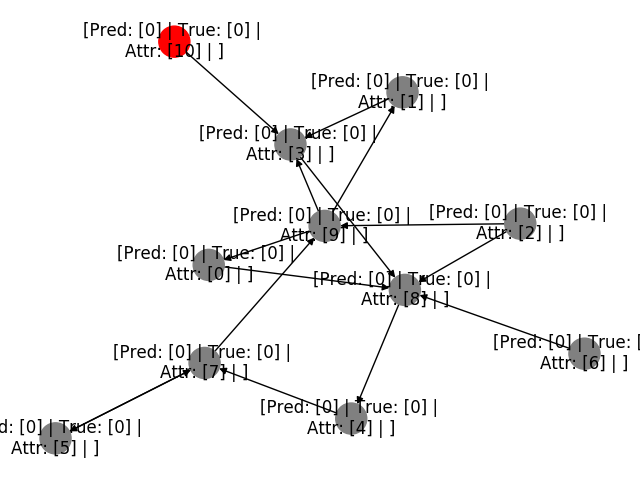 [Pred: [0] | True: [0] |
Attr: [10] | ]
[Pred: [0] | True: [0] |
Attr: [1] | ]
[Pred: [0] | True: [0] |
Attr: [3] | ]
[Pred: [0] | True: [0] |
Attr: [9] | ]
[Pred: [0] | True: [0] |
Attr: [2] | ]
[Pred: [0] | True: [0] |
Attr: [0] | ]
[Pred: [0] | True: [0] |
Attr: [8] | ]
[Pred: [0] | True: [0] |
Attr: [7] | ]
[Pred: [0] | True: [
Attr: [6] | ]
[Pred: [0] | True: [0] |
Attr: [4] | ]
d: [0] | True: [0] |
Attr: [5] | ]